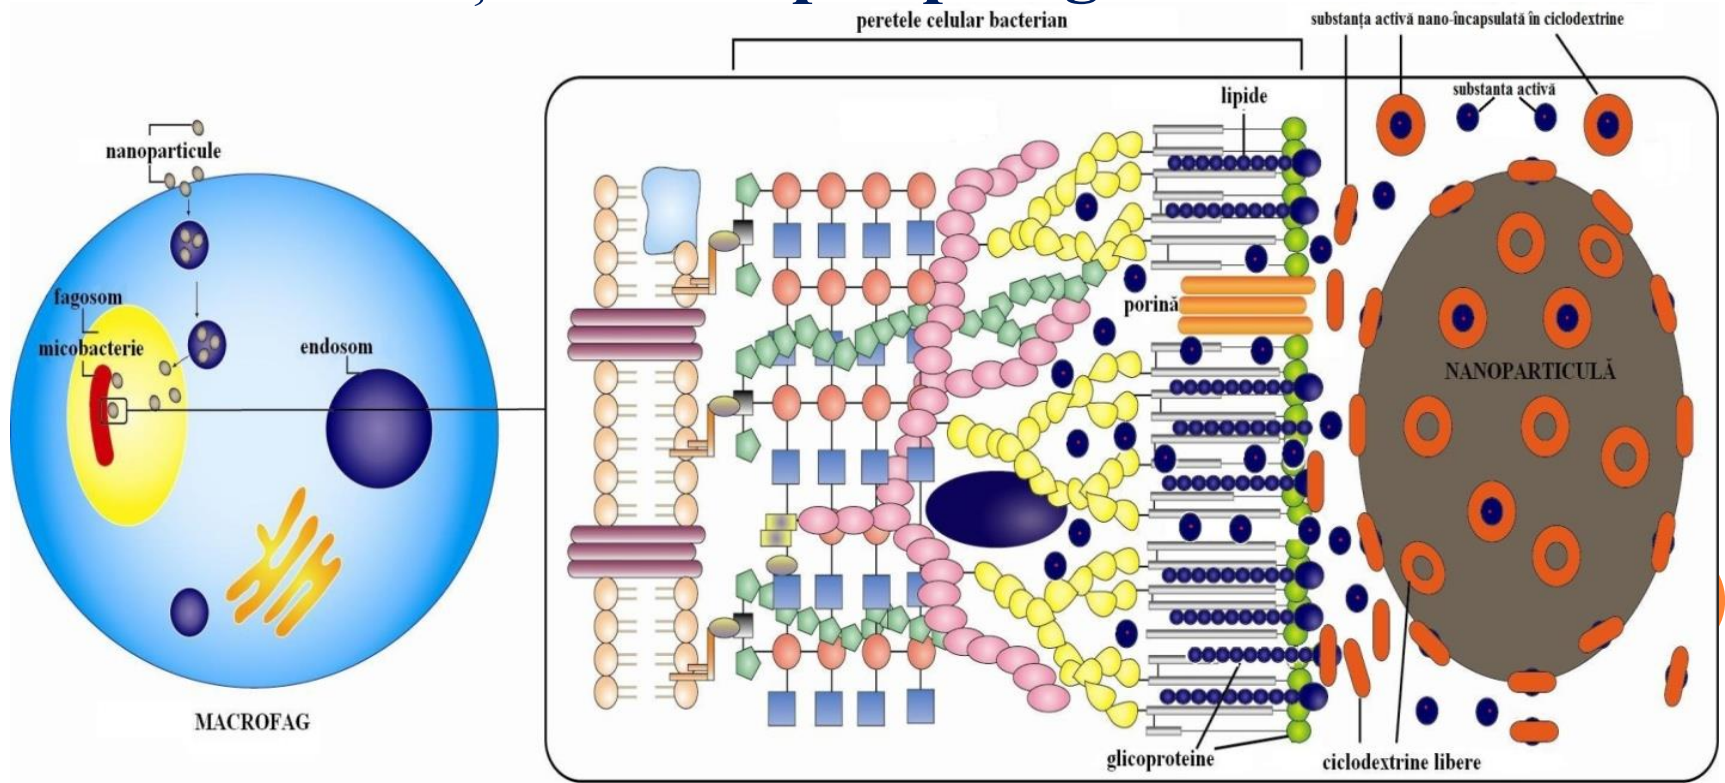 peretele celular bacterian
substanța activă nano-încapsulată în ciclodextrine
lipide
substanta activă
nanoparticule
fagosom
micobacterie
endosom
porină
NANOPARTICULĂ
MACROFAG
glicoproteine
ciclodextrine libere